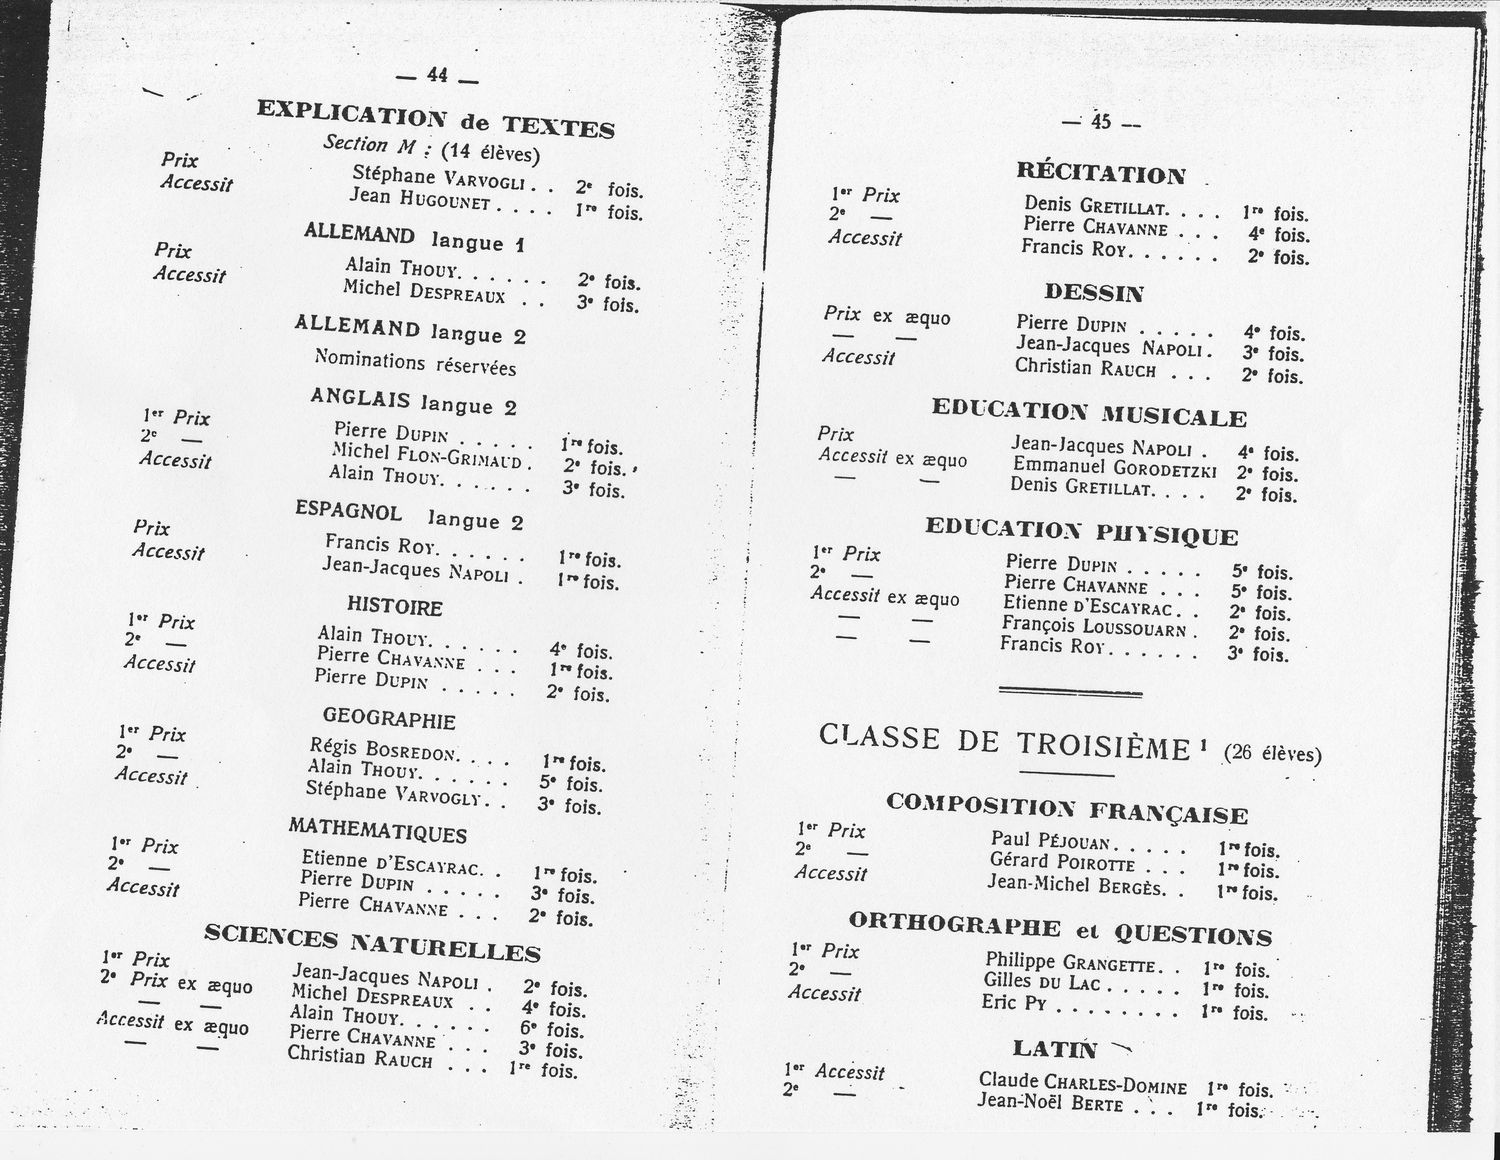 — 44 —
EXPLICATION de TEXTES
Section M : (14 élèves)
Prix Stéphane VARVOGLI . . 2e fois.
Accessit Jean HUGOUNET . . . . 1re fois.
ALLEMAND langue 1
Prix Alain THOUY. . . . . . 2e fois.
Accessit Michel DESPREAUX . . 3e fois.
ALLEMAND langue 2
Nominations réservées
ANGLAIS langue 2
1er Prix Pierre DUPIN . . . . . 1re fois.
2e — Michel FLON-GRIMAUD . 2e fois.
Accessit Alain THOUY. . . . . . 3e fois.
ESPAGNOL langue 2
Prix Francis ROY. . . . . . 1re fois.
Accessit Jean-Jacques NAPOLI . 1re fois.
HISTOIRE
1er Prix Alain THOUY. . . . . . 4e fois.
2e — Pierre CHAVANNE . . . 1re fois.
Accessit Pierre DUPIN . . . . . 2e fois.
GEOGRAPHIE
1er Prix Régis BOSREDON. . . . 1re fois.
2e — Alain THOUY. . . . . . 5e fois.
Accessit Stéphane VARVOGLY. . 3e fois.
MATHEMATIQUES
1er Prix Etienne D'ESCAYRAC. . 1re fois.
2e — Pierre DUPIN . . . . . 3e fois.
Accessit Pierre CHAVANNE . . . 2e fois.
SCIENCES NATURELLES
1er Prix Jean-Jacques NAPOLI . 2e fois.
2e Prix ex æquo Michel DESPREAUX . . 4e fois.
— — Alain THOUY. . . . . . 6e fois.
Accessit ex æquo Pierre CHAVANNE . . . 3e fois.
— — Christian RAUCH . . . 1re fois.
— 45 —
RÉCITATION
1er Prix Denis GRETILLAT. . . . 1re fois.
2e — Pierre CHAVANNE . . . 4e fois.
Accessit Francis ROY. . . . . . 2e fois.
DESSIN
Prix ex æquo Pierre DUPIN . . . . . 4e fois.
— — Jean-Jacques NAPOLI . 3e fois.
Accessit Christian RAUCH . . . 2e fois.
EDUCATION MUSICALE
Prix Jean-Jacques NAPOLI . 4e fois.
Accessit ex æquo Emmanuel GORODETZKI 2e fois.
— — Denis GRETILLAT. . . . 2e fois.
EDUCATION PHYSIQUE
1er Prix Pierre DUPIN . . . . . 5e fois.
2e — Pierre CHAVANNE . . . 5e fois.
Accessit ex æquo Etienne D'ESCAYRAC. . 2e fois.
— — François LOUSSOUARN . 2e fois.
— — Francis ROY. . . . . . 3e fois.
CLASSE DE TROISIÈME 1 (26 élèves)
COMPOSITION FRANÇAISE
1er Prix Paul PÉJOUAN. . . . . 1re fois.
2e — Gérard POIROTTE . . . 1re fois.
Accessit Jean-Michel BERGÈS. . 1re fois.
ORTHOGRAPHE et QUESTIONS
1er Prix Philippe GRANGETTE. . 1re fois.
2e — Gilles DU LAC . . . . . 1re fois.
Accessit Eric PY . . . . . . . . 1re fois.
LATIN
1er Accessit Claude CHARLES-DOMINE 1re fois.
2e — Jean-Noël BERTE . . . 1re fois.